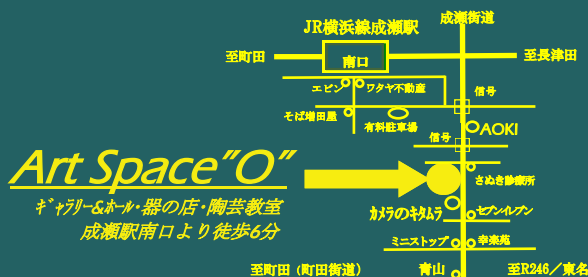 成瀬街道
JR横浜線成瀬駅
至町田
南口
至長津田
エビン
ワタヤ不動産
信号
そば増田屋
有料駐車場
AOKI
信号
Art Space"O"
さぬき診療所
ｷﾞｬﾗﾘｰ&ﾎｰﾙ・器の店・陶芸教室
カメラのキタムラ
セブンイレブン
成瀬駅南口より徒歩6分
ミニストップ
幸楽苑
至町田（町田街道）
青山
至R246／東名